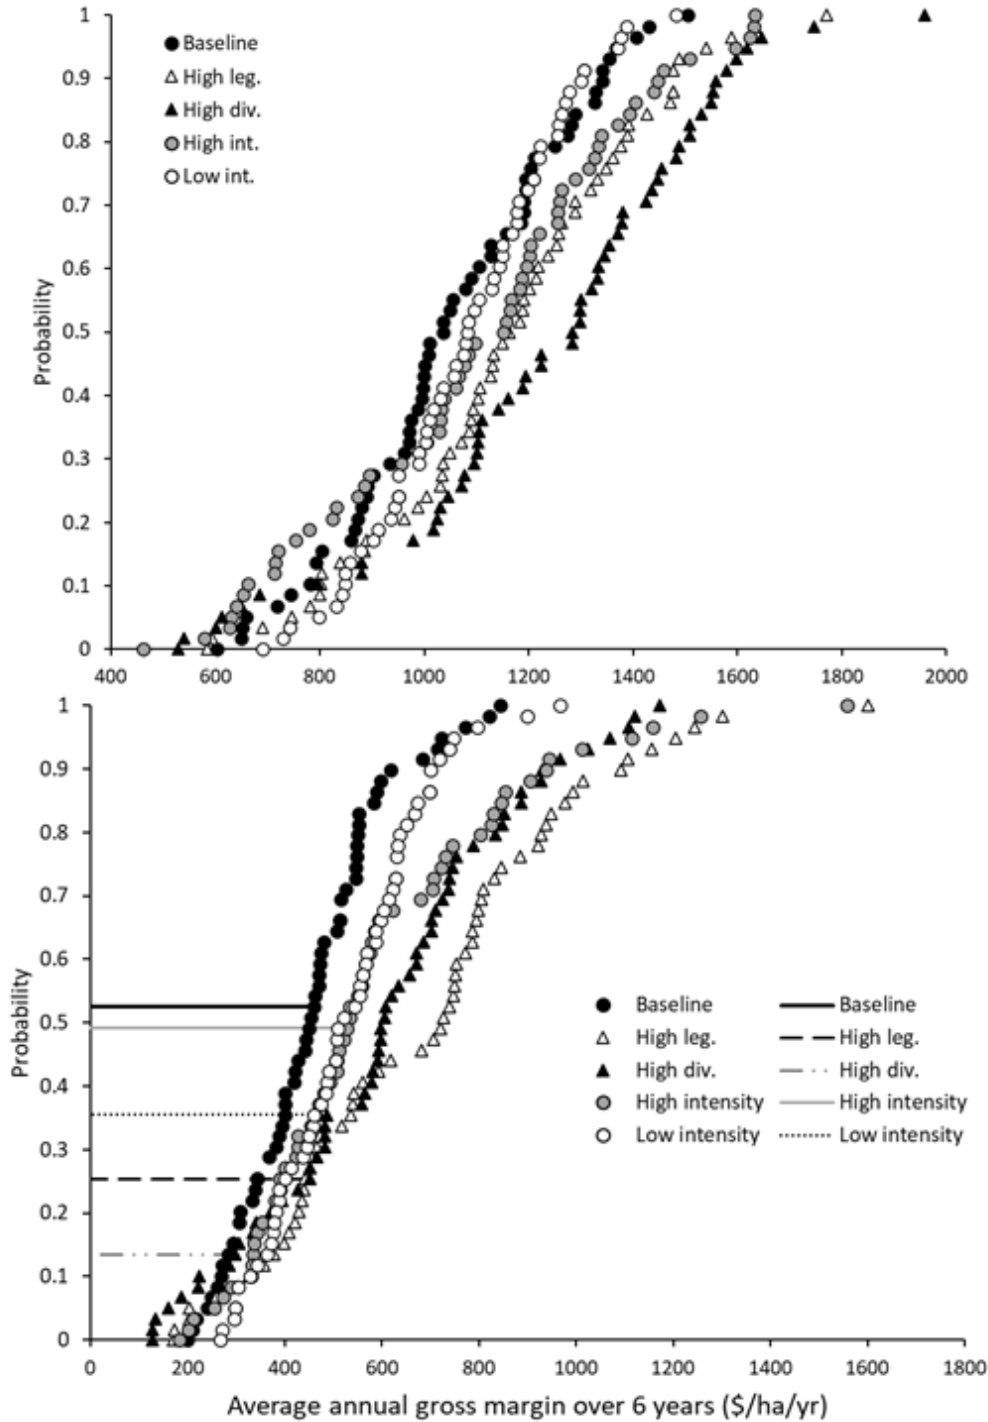 1
0.9
0.8
0.7
0.6
0.5
0.4
0.3
0.2
0.1
0
Probability
Baseline
High leg.
High div.
High int.
Low int.
400 600 800 1000 1200 1400 1600 1800 2000
1
0.9
0.8
0.7
0.6
0.5
0.4
0.3
0.2
0.1
0
Probability
Baseline Baseline
High leg. High leg.
High div. High div.
High intensity High intensity
Low intensity Low intensity
0 200 400 600 800 1000 1200 1400 1600 1800
Average annual gross margin over 6 years ($/ha/yr)